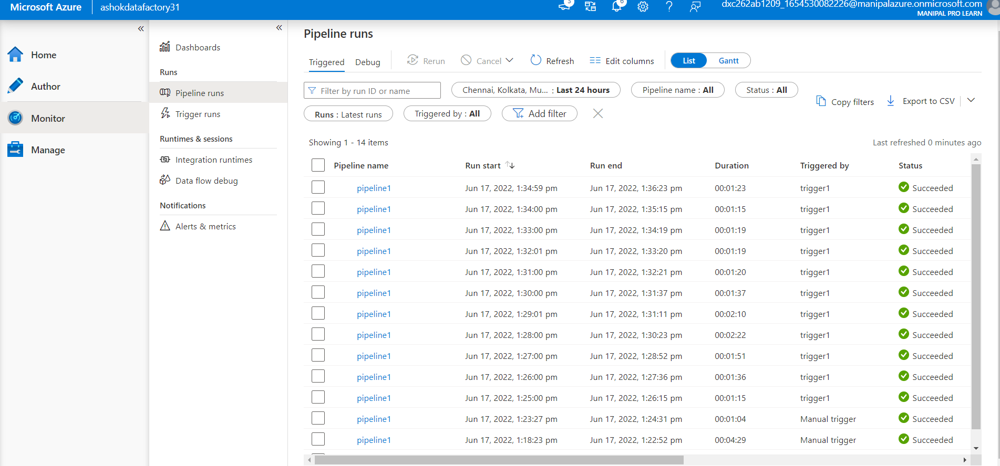 Microsoft Azure
ashokdatafactory31
3
6
dxc262ab1209_1654530082226@manipalazure.onmicrosoft.com
MANIPAL PRO LEARN
Home
Author
Monitor
Manage
Dashboards
Runs
Pipeline runs
Trigger runs
Runtimes & sessions
Integration runtimes
Data flow debug
Notifications
Alerts & metrics
Pipeline runs
Triggered Debug Rerun Cancel Refresh Edit columns List Gantt
Filter by run ID or name Chennai, Kolkata, Mu... : Last 24 hours Pipeline name : All Status : All
Copy filters Export to CSV
Runs : Latest runs Triggered by : All Add filter
Showing 1 - 14 items Last refreshed 0 minutes ago
Pipeline name Run start Run end Duration Triggered by Status
pipeline1 Jun 17, 2022, 1:34:59 pm Jun 17, 2022, 1:36:23 pm 00:01:23 trigger1 Succeeded
pipeline1 Jun 17, 2022, 1:34:00 pm Jun 17, 2022, 1:35:15 pm 00:01:15 trigger1 Succeeded
pipeline1 Jun 17, 2022, 1:33:00 pm Jun 17, 2022, 1:34:19 pm 00:01:19 trigger1 Succeeded
pipeline1 Jun 17, 2022, 1:32:01 pm Jun 17, 2022, 1:33:20 pm 00:01:19 trigger1 Succeeded
pipeline1 Jun 17, 2022, 1:31:00 pm Jun 17, 2022, 1:32:21 pm 00:01:20 trigger1 Succeeded
pipeline1 Jun 17, 2022, 1:30:00 pm Jun 17, 2022, 1:31:37 pm 00:01:37 trigger1 Succeeded
pipeline1 Jun 17, 2022, 1:29:01 pm Jun 17, 2022, 1:31:11 pm 00:02:10 trigger1 Succeeded
pipeline1 Jun 17, 2022, 1:28:00 pm Jun 17, 2022, 1:30:23 pm 00:02:22 trigger1 Succeeded
pipeline1 Jun 17, 2022, 1:27:00 pm Jun 17, 2022, 1:28:52 pm 00:01:51 trigger1 Succeeded
pipeline1 Jun 17, 2022, 1:26:00 pm Jun 17, 2022, 1:27:36 pm 00:01:36 trigger1 Succeeded
pipeline1 Jun 17, 2022, 1:25:00 pm Jun 17, 2022, 1:26:15 pm 00:01:15 trigger1 Succeeded
pipeline1 Jun 17, 2022, 1:23:27 pm Jun 17, 2022, 1:24:31 pm 00:01:04 Manual trigger Succeeded
pipeline1 Jun 17, 2022, 1:18:23 pm Jun 17, 2022, 1:22:52 pm 00:04:29 Manual trigger Succeeded